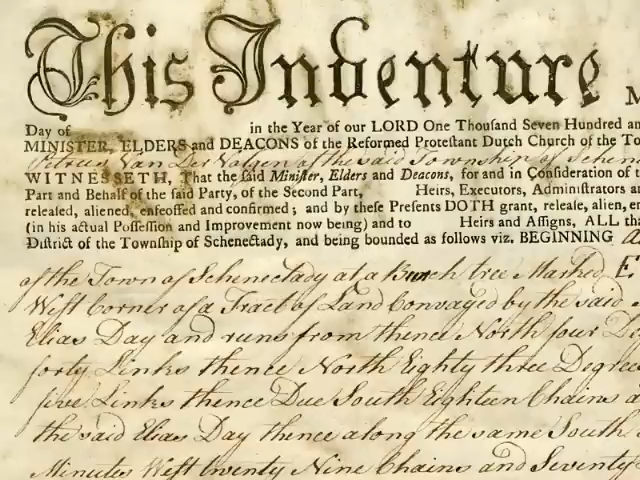 This Indenture M
Day of in the Year of our LORD One Thouſand Seven Hundred an
MINISTER, ELDERS and DEACONS of the Reformed Proteſtant Dutch Church of the To
Petrus Van Der Volgen of the said Township of Schen
WITNESSETH, That the ſaid Miniſter, Elders and Deacons, for and in Conſideration of t
Part and Behalf of the ſaid Party, of the Second Part, Heirs, Executors, Adminiſtrators a
releaſed, aliened, enfeoffed and confirmed; and by theſe Preſents DOTH grant, releaſe, alien, en
(in his actual Poſſeſſion and Improvement now being) and to Heirs and Aſſigns, ALL tha
Diſtrict of the Townſhip of Schenectady, and being bounded as follows viz. BEGINNING
of the Town of Schenectady at a tree Marked E
West Corner of a Tract of Land Convayed by the said
Elias Day and runs from thence North four De
forty Links thence North Eighty three Degree
five Links thence Due South Eighteen Chains a
the said Elias Day thence along the same South
Minutes West twenty Nine Chains and Seventy